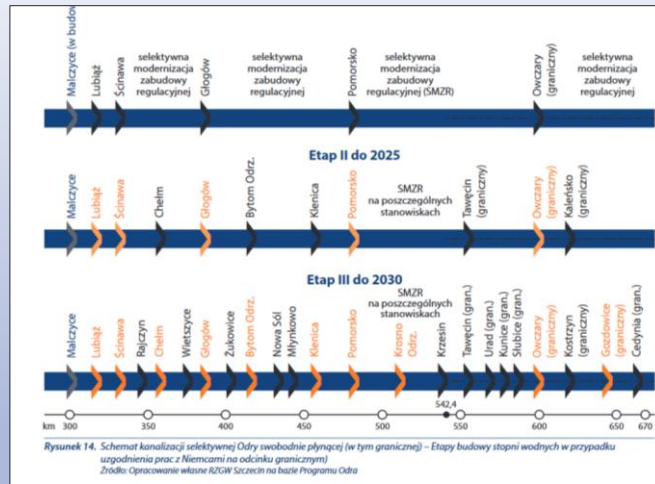 Malczyce (w budow
Lubiąż
Ścinawa
selektywna
modernizacja
zabudowy
regulacyjnej
Głogów
selektywna
modernizacja
zabudowy
regulacyjnej
Pomorsko
selektywna
modernizacja
zabudowy
regulacyjnej (SMZR)
Owczary
(graniczny)
selektywna
modernizacja
zabudowy
regulacyjnej
Etap II do 2025
Malczyce
Lubiąż
Ścinawa
Chełm
Głogów
Bytom Odrz.
Klenica
Pomorsko
SMZR
na poszczególnych
stanowiskach
Tawęcin
(graniczny)
Owczary
(graniczny)
Kaleńsko
(graniczny)
Etap III do 2030
Malczyce
Lubiąż
Ścinawa
Rajczyn
Chełm
Wietszyce
Głogów
Żukowice
Bytom Odrz.
Nowa Sól
Młynkowo
Klenica
Pomorsko
Krosno
Odrz.
SMZR
na poszczególnych
stanowiskach
Krzesin
Tawęcin (gran.)
Urad (gran.)
Kunice (gran.)
Słubice (gran.)
Owczary
(graniczny)
Kostrzyn
(graniczny)
Gozdowice
(graniczny)
Cedynia (gran.)
542,4
km 300 350 400 450 500 550 600 650 670
Rysunek 14. Schemat kanalizacji selektywnej Odry swobodnie płynącej (w tym granicznej) – Etapy budowy stopni wodnych w przypadku
uzgodnienia prac z Niemcami na odcinku granicznym)
Źródło: Opracowanie własne RZGW Szczecin na bazie Programu Odra